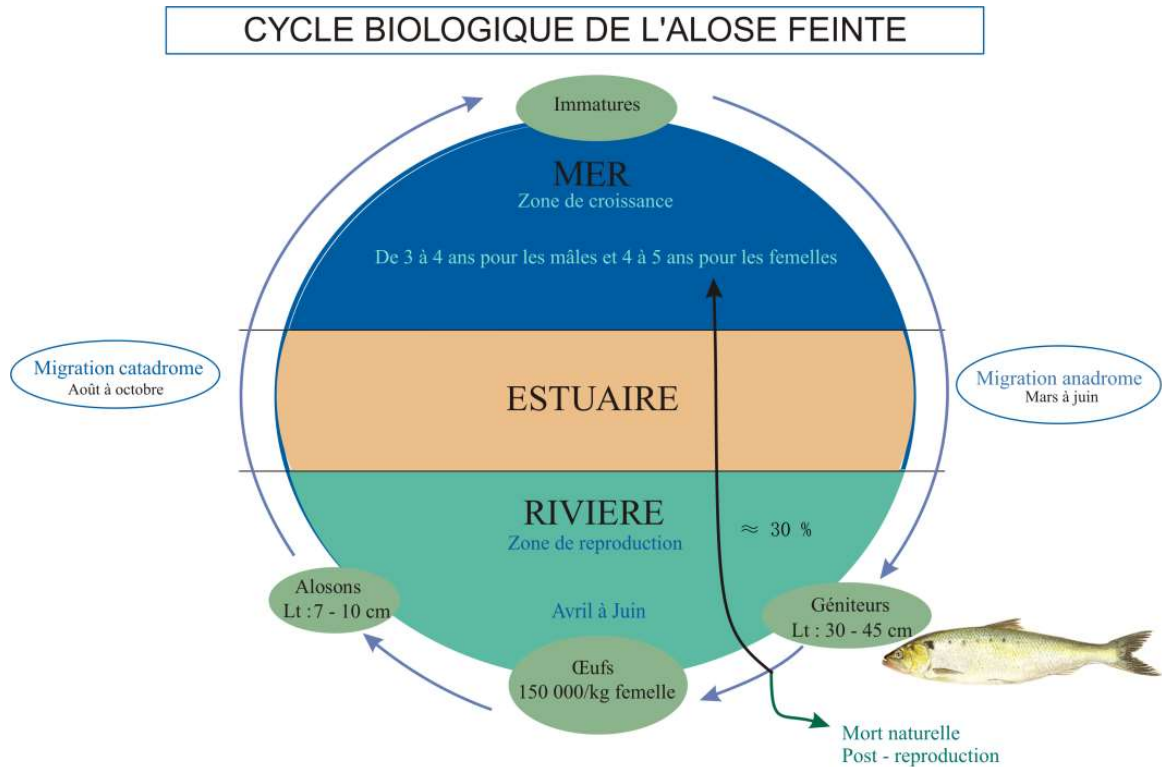 CYCLE BIOLOGIQUE DE L'ALOSE FEINTE
Immatures
MER
Zone de croissance
De 3 à 4 ans pour les mâles et 4 à 5 ans pour les femelles
Migration catadrome
Août à octobre
ESTUAIRE
Migration anadrome
Mars à juin
RIVIERE
Zone de reproduction
≈ 30 %
Alosons
Lt : 7 - 10 cm
Avril à Juin
Géniteurs
Lt : 30 - 45 cm
Œufs
150 000/kg femelle
Mort naturelle
Post - reproduction